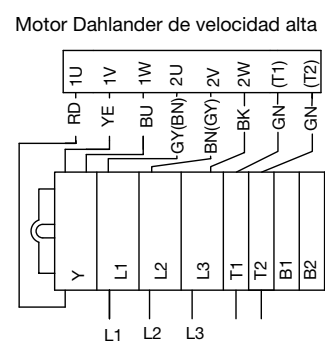 Motor Dahlander de velocidad alta
1U 1V 1W 2U 2V 2W (T1) (T2)
RD YE BU GY(BN) BN(GY) BK GN GN
Y L1 L2 L3 T1 T2 B1 B2
L1 L2 L3